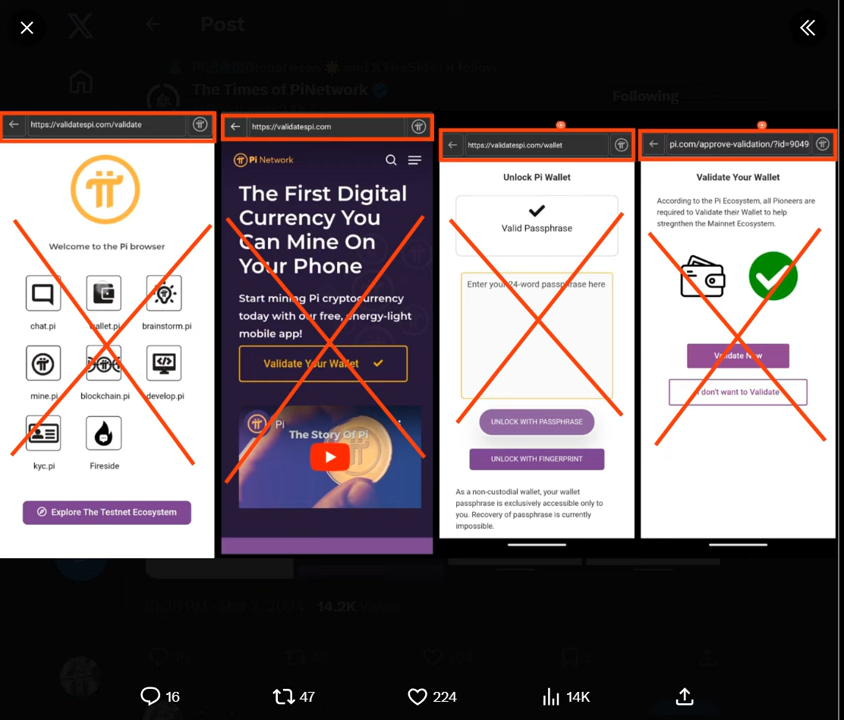 Post
The Times of PiNetwork
Following
https://validatespi.com/validate
Welcome to the Pi browser
chat.pi
wallet.pi
brainstorm.pi
mine.pi
blockchain.pi
develop.pi
kyc.pi
Fireside
Explore The Testnet Ecosystem
https://validatespi.com
Pi Network
The First Digital
Currency You
Can Mine On
Your Phone
Start mining Pi cryptocurrency
today with our free, energy-light
mobile app!
Validate Your Wallet
Pi
The Story Of Pi
https://validatespi.com/wallet
Unlock Pi Wallet
Valid Passphrase
Enter your 24-word passphrase here
UNLOCK WITH PASSPHRASE
UNLOCK WITH FINGERPRINT
As a non-custodial wallet, your wallet
passphrase is exclusively accessible only to
you. Recovery of passphrase is currently
impossible.
pi.com/approve-validation/?id=9049
Validate Your Wallet
According to the Pi Ecosystem, all Pioneers are
required to Validate their Wallet to help
stregnthen the Mainnet Ecosystem.
Validate Now
I don't want to Validate
14.2K
16
47
224
14K